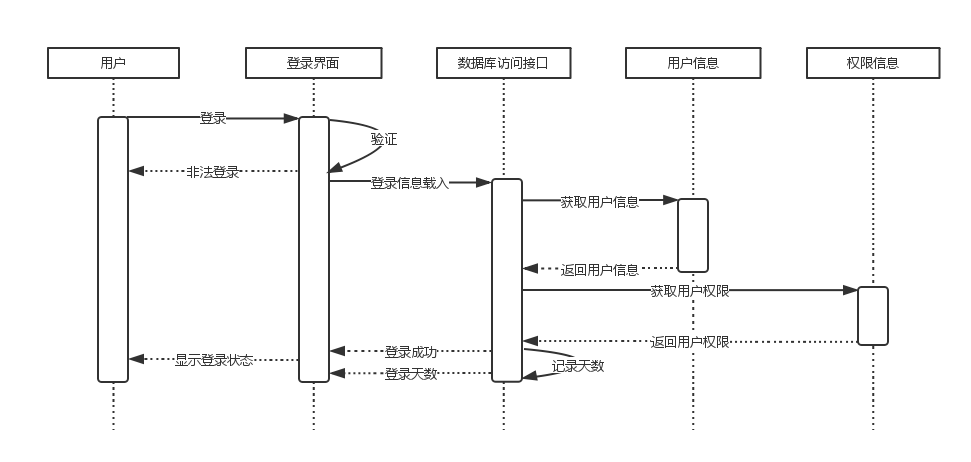 用户
登录界面
数据库访问接口
用户信息
权限信息
登录
验证
非法登录
登录信息载入
获取用户信息
返回用户信息
获取用户权限
返回用户权限
登录成功
显示登录状态
记录天数
登录天数